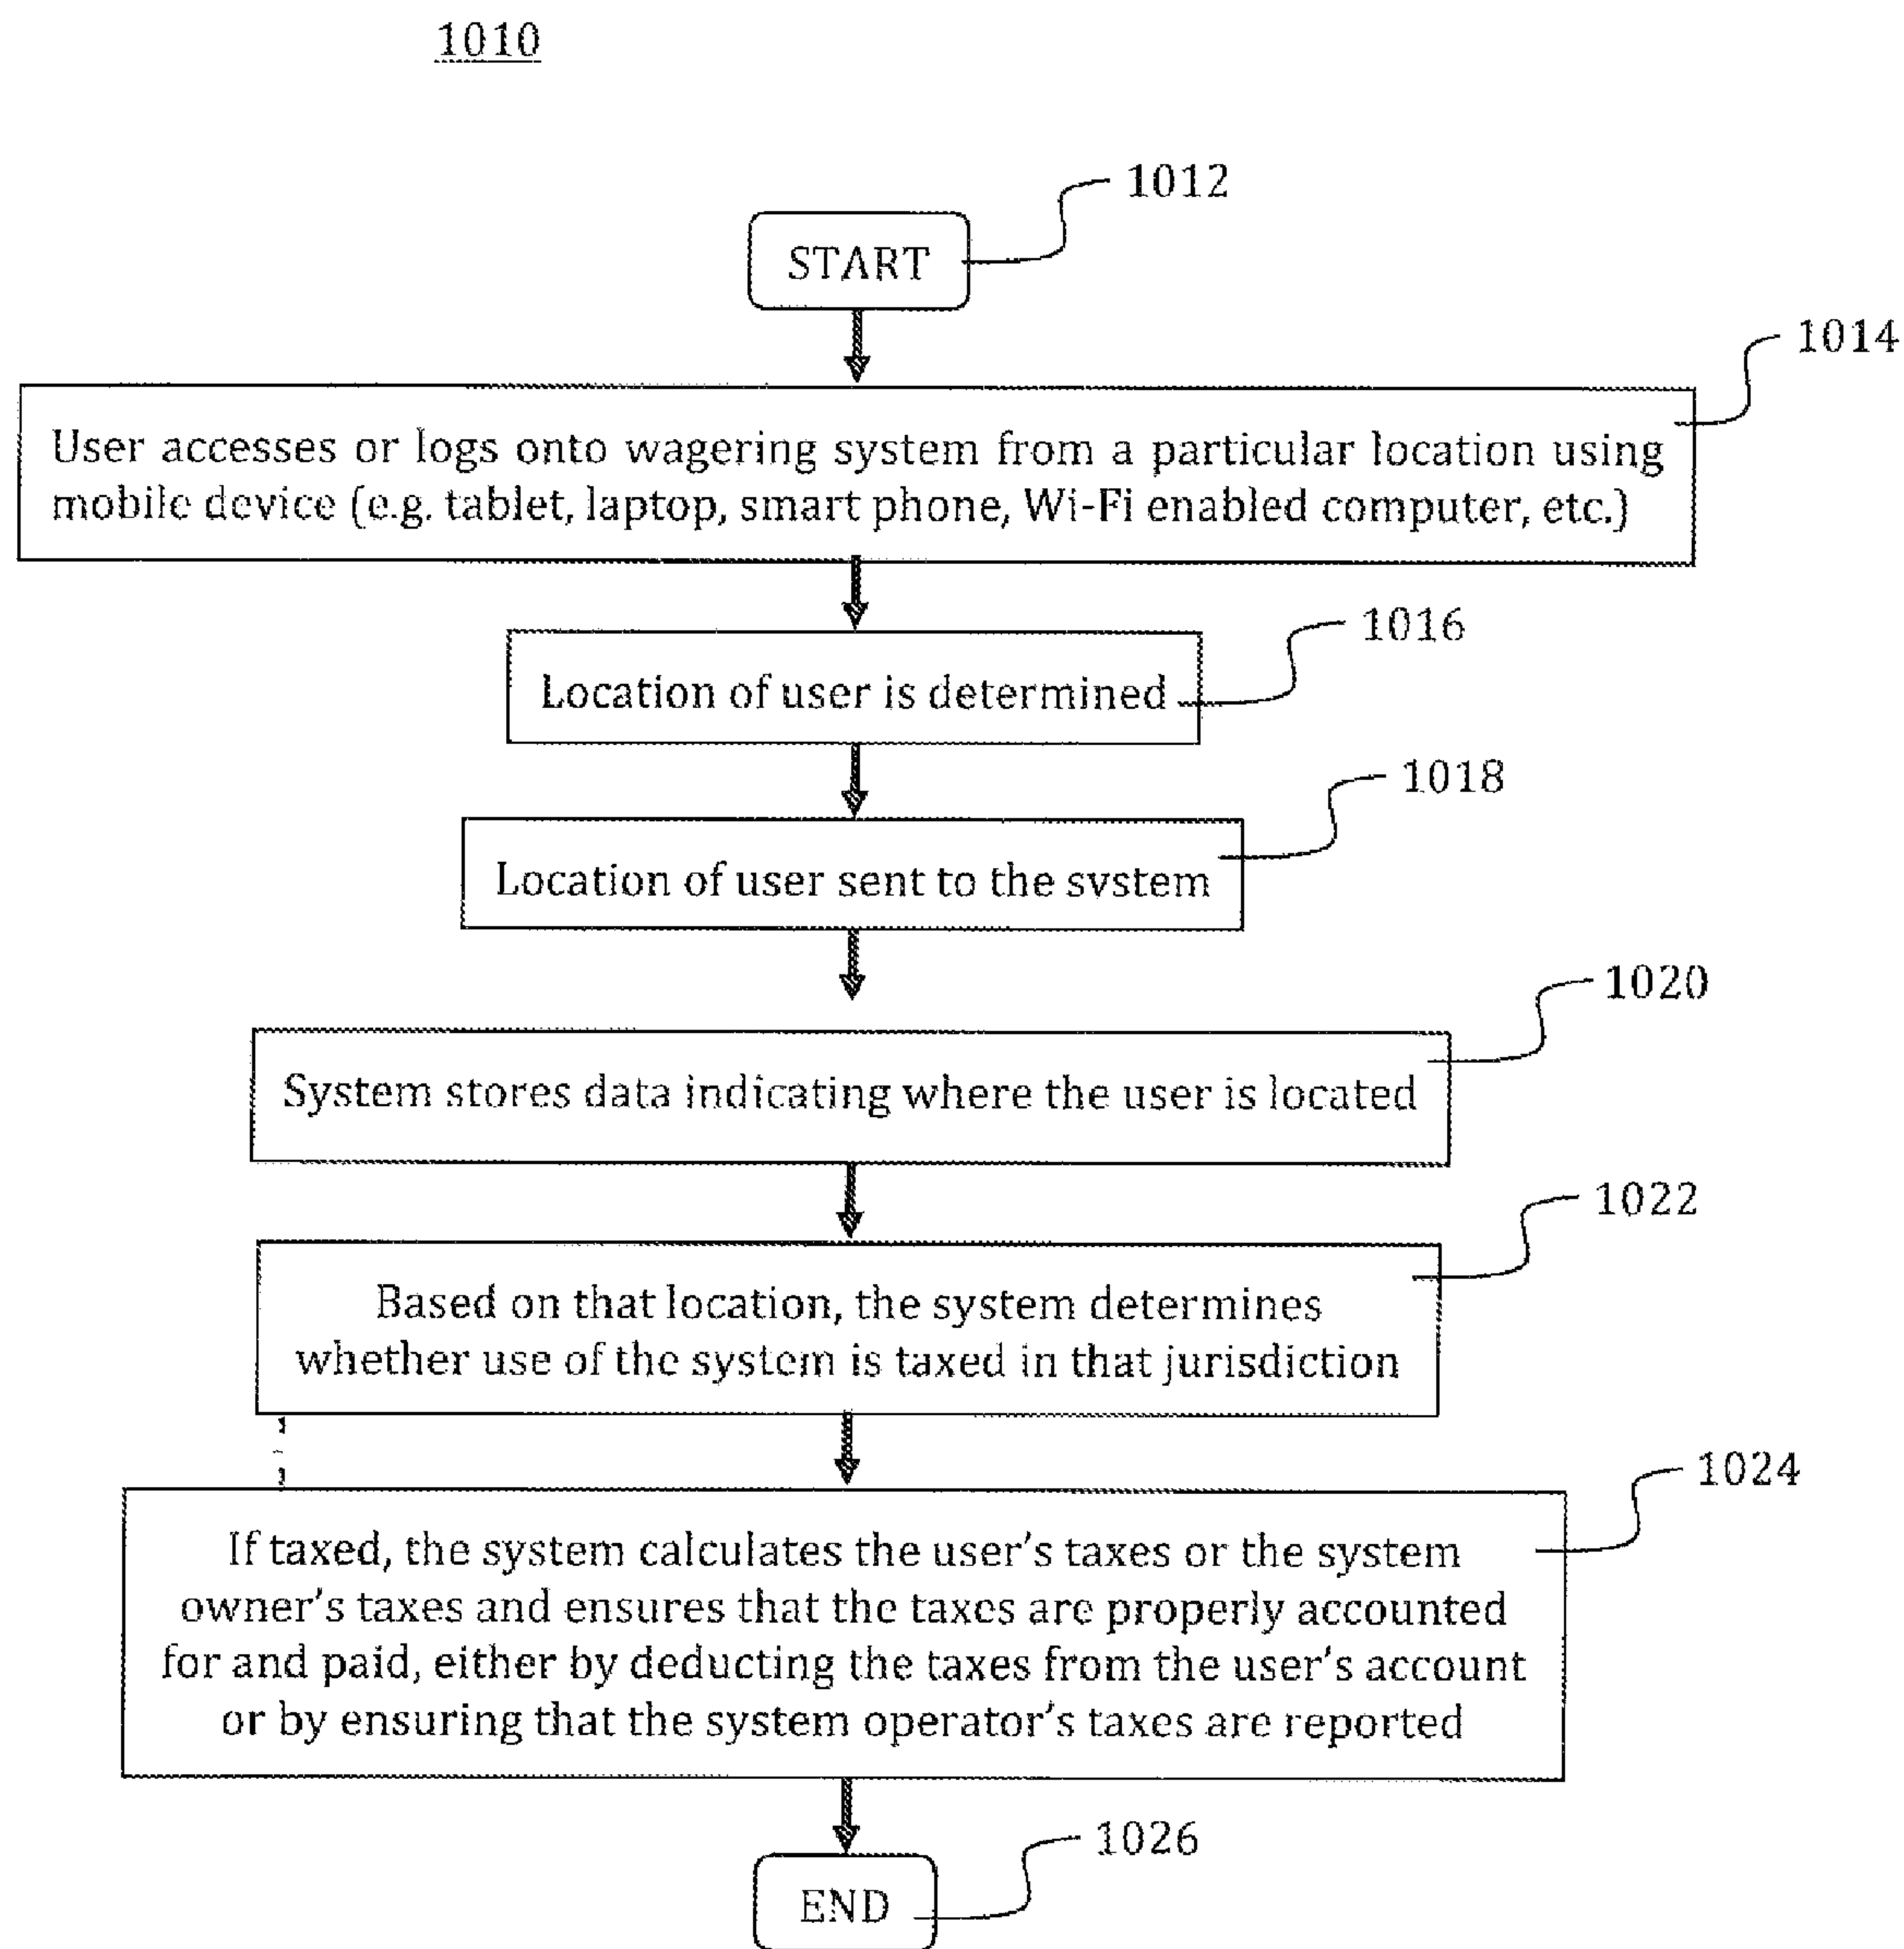 1010
1012
START
1014
User accesses or logs onto wagering system from a particular location using
mobile device (e.g. tablet, laptop, smart phone, Wi-Fi enabled computer, etc.)
1016
Location of user is determined
1018
Location of user sent to the system
1020
System stores data indicating where the user is located
1022
Based on that location, the system determines
whether use of the system is taxed in that jurisdiction
1024
If taxed, the system calculates the user's taxes or the system
owner's taxes and ensures that the taxes are properly accounted
for and paid, either by deducting the taxes from the user's account
or by ensuring that the system operator's taxes are reported
1026
END